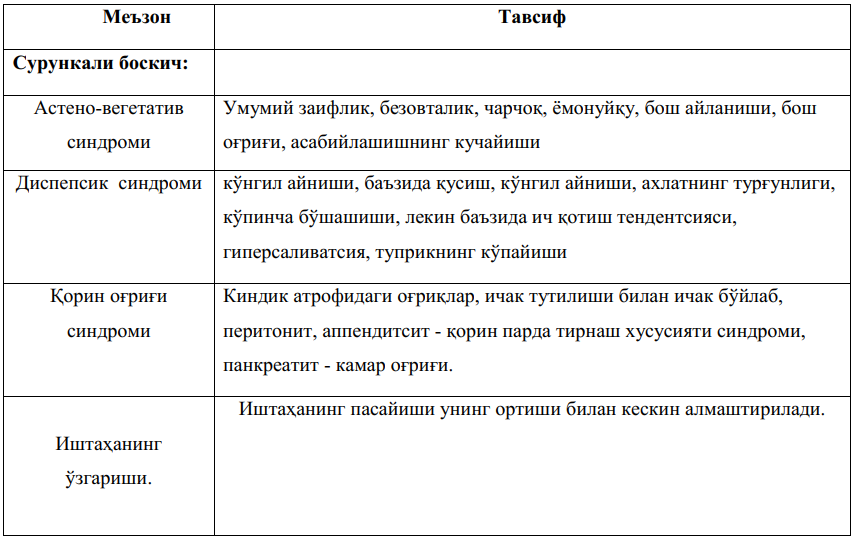 Меъзон Тавсиф
Сурункали боскич:
Астено-вегетатив
синдроми
Умумий заифлик, безовталик, чарчоқ, ёмонуйқу, бош айланиши, бош
оғриғи, асабийлашишнинг кучайиши
Диспепсик синдроми
кўнгил айниши, баъзида қусиш, кўнгил айниши, ахлатнинг турғунлиги,
кўпинча бўшашиши, лекин баъзида ич қотиш тендентсияси,
гиперсаливатсия, туприкнинг кўпайиши
Қорин оғриғи
синдроми
Киндик атрофидаги оғриқлар, ичак тутилиши билан ичак бўйлаб,
перитонит, аппендитсит - қорин парда тирнаш хусусияти синдроми,
панкреатит - камар оғриғи.
Иштаҳанинг
ўзгариши.
Иштаҳанинг пасайиши унинг ортиши билан кескин алмаштирилади.